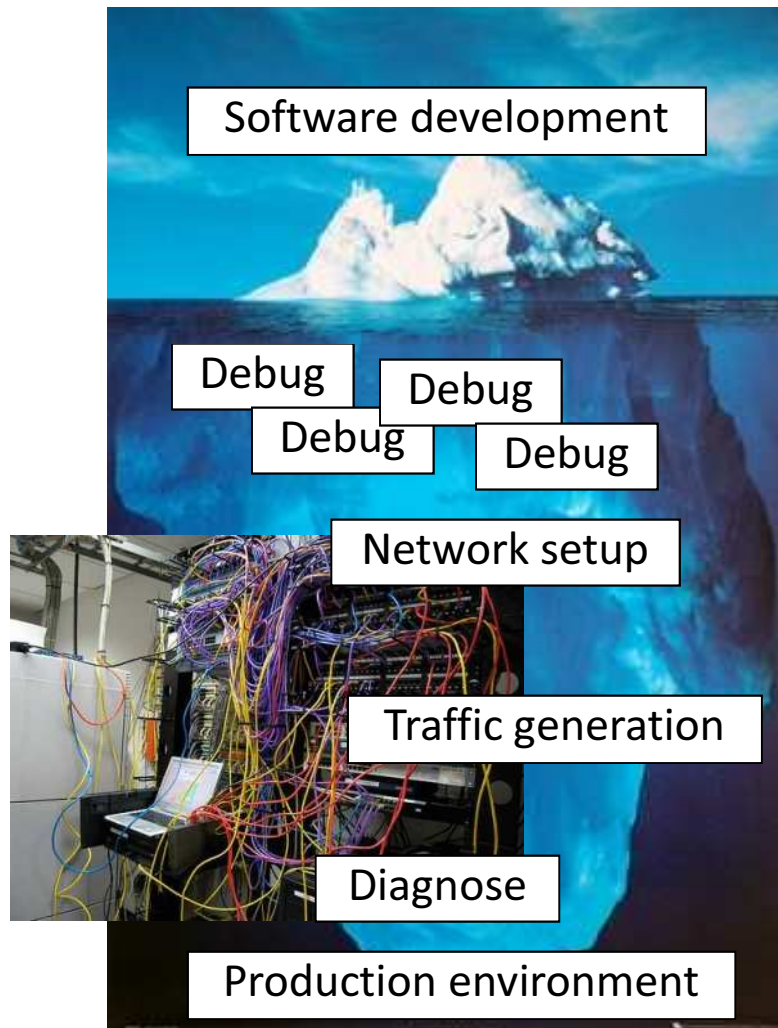 Software development
Debug
Debug
Debug
Debug
Network setup
Traffic generation
Diagnose
Production environment